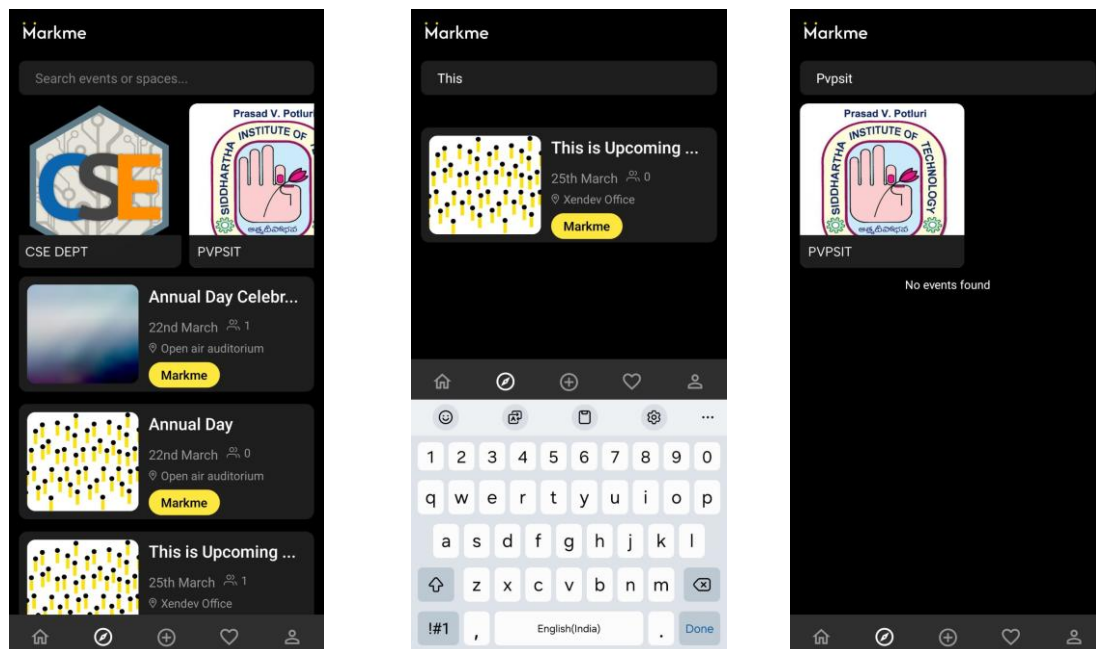 Markme
Search events or spaces...
CSE
Prasad V. Potlur
SIDDHARTHA INSTITUTE OF
CSE DEPT
PVPSIT
Annual Day Celebr...
22nd March 1
Open air auditorium
Markme
Annual Day
22nd March 0
Open air auditorium
Markme
This is Upcoming ...
25th March 1
Xendev Office
Markme
This
This is Upcoming ...
25th March 0
Xendev Office
Markme
1 2 3 4 5 6 7 8 9 0
q w e r t y u i o p
a s d f g h j k l
z x c v b n m
!#1 , English(India) . Done
Markme
Pvpsit
Prasad V. Potluri
SIDDHARTHA INSTITUTE OF TECHNOLOGY
PVPSIT
No events found